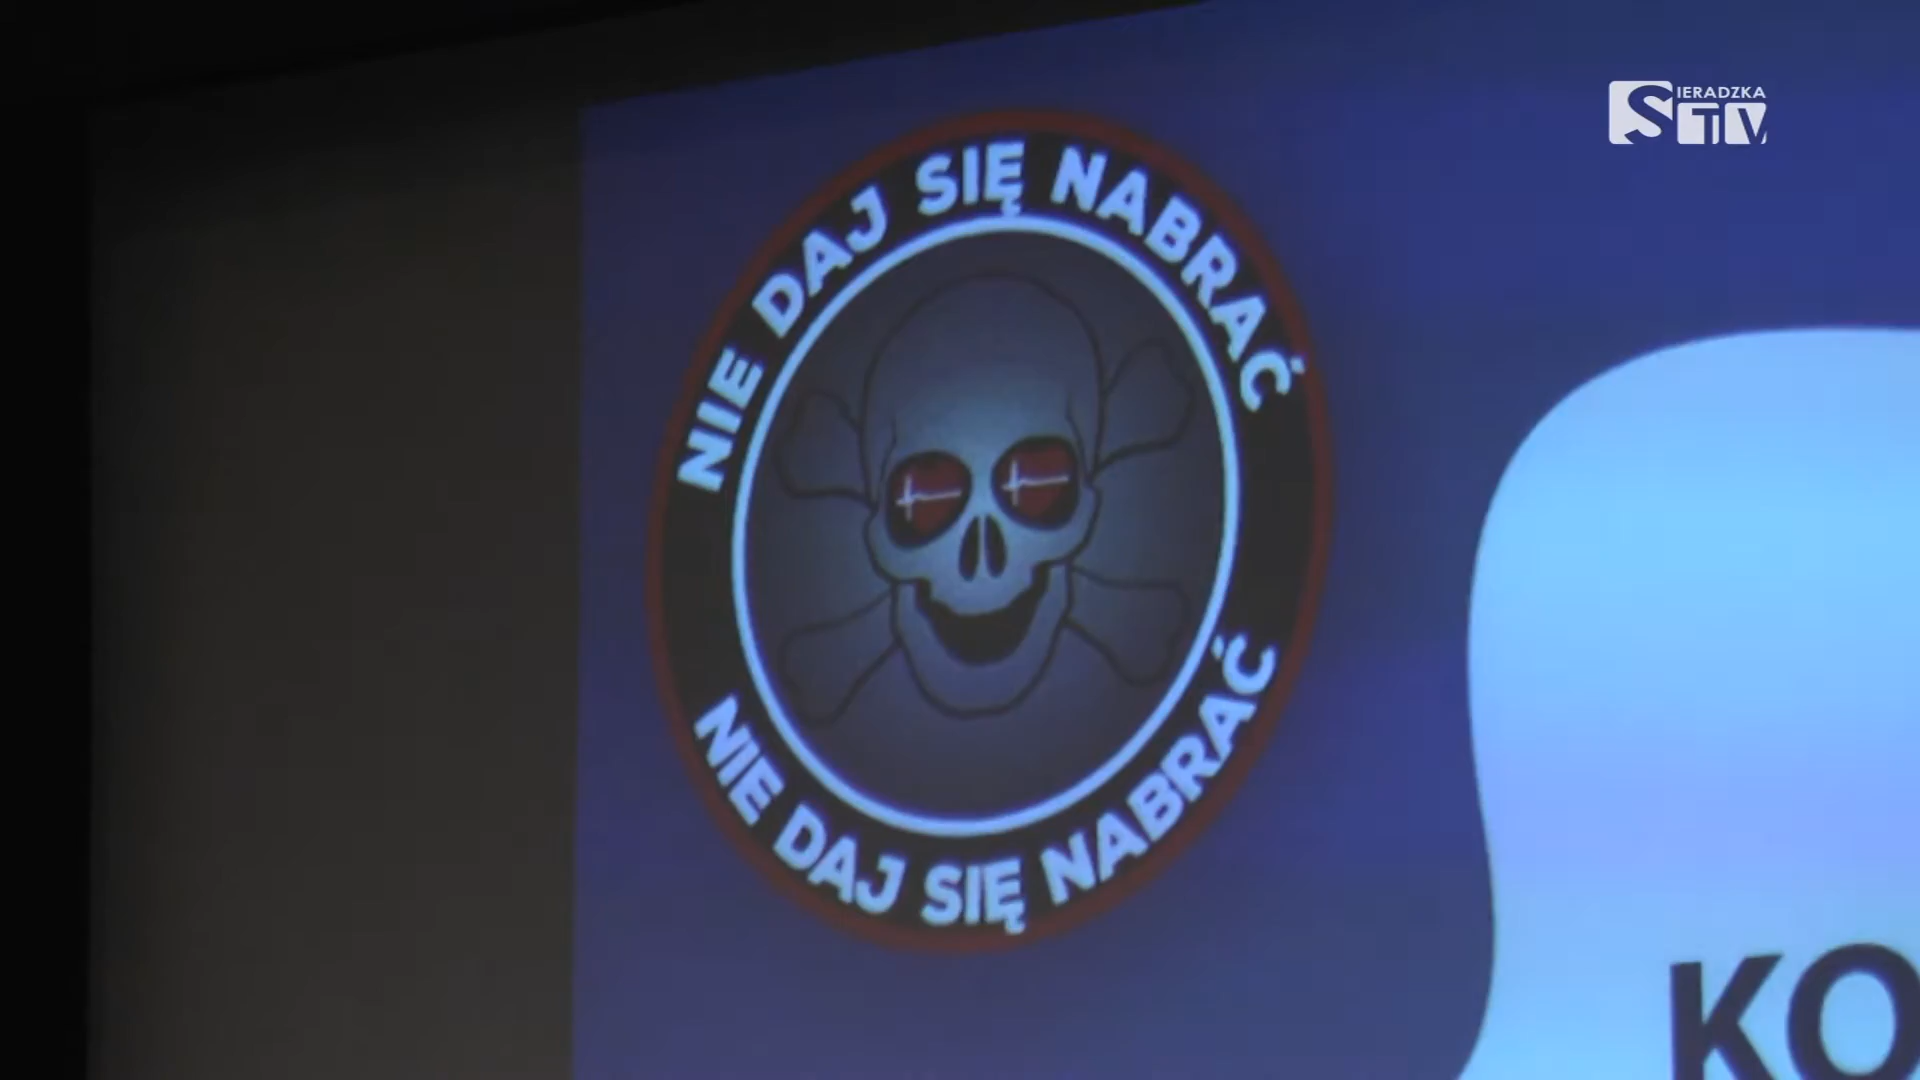 SIERADZKA
TV
NIE DAJ SIĘ NABRAĆ
NIE DAJ SIĘ NABRAĆ
KO